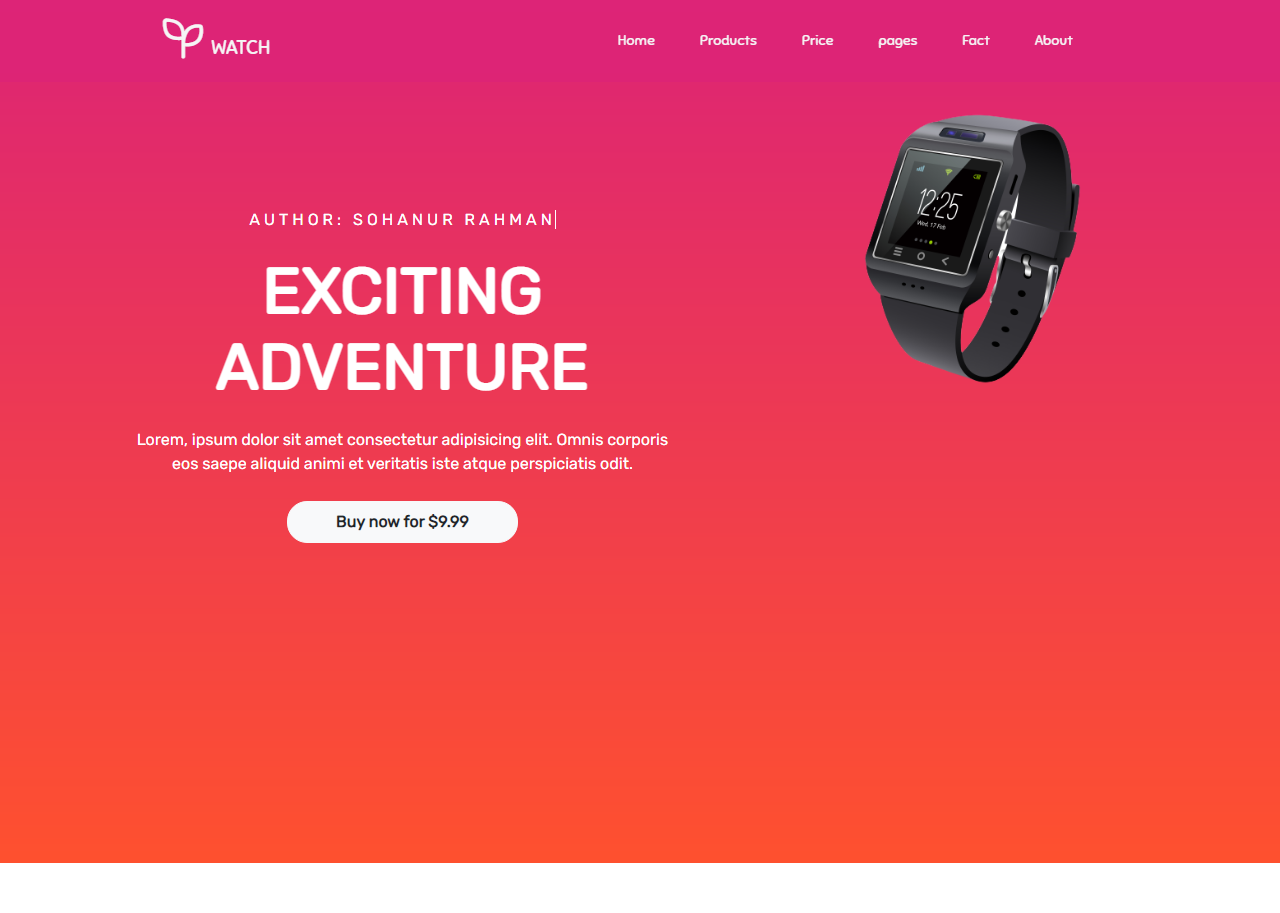 WATCH
Home Products Price pages Fact About
AUTHOR: SOHANUR RAHMAN
EXCITING
ADVENTURE
12:25
Wed, 17 Feb
Lorem, ipsum dolor sit amet consectetur adipisicing elit. Omnis corporis
eos saepe aliquid animi et veritatis iste atque perspiciatis odit.
Buy now for $9.99